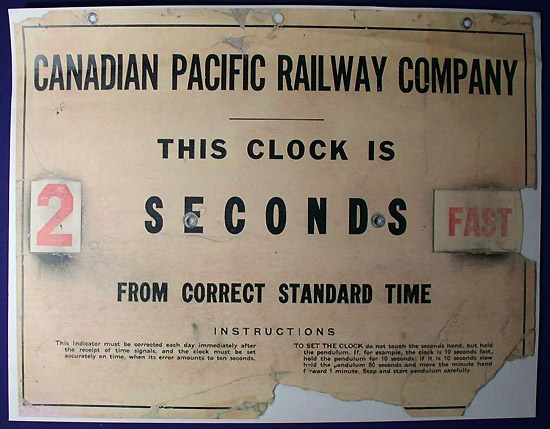 CANADIAN PACIFIC RAILWAY COMPANY
THIS CLOCK IS
2 SECONDS FAST
FROM CORRECT STANDARD TIME
INSTRUCTIONS
This indicator must be corrected each day immediately after
the receipt of time signals, and the clock must be set
accurately on time, when its error amounts to ten seconds.
TO SET THE CLOCK do not touch the seconds hand, but hold
the pendulum. If, for example, the clock is 10 seconds fast,
hold the pendulum for 10 seconds; if it is 10 seconds slow
hold the pendulum 50 seconds and move the minute hand
forward 1 minute. Stop and start pendulum carefully.